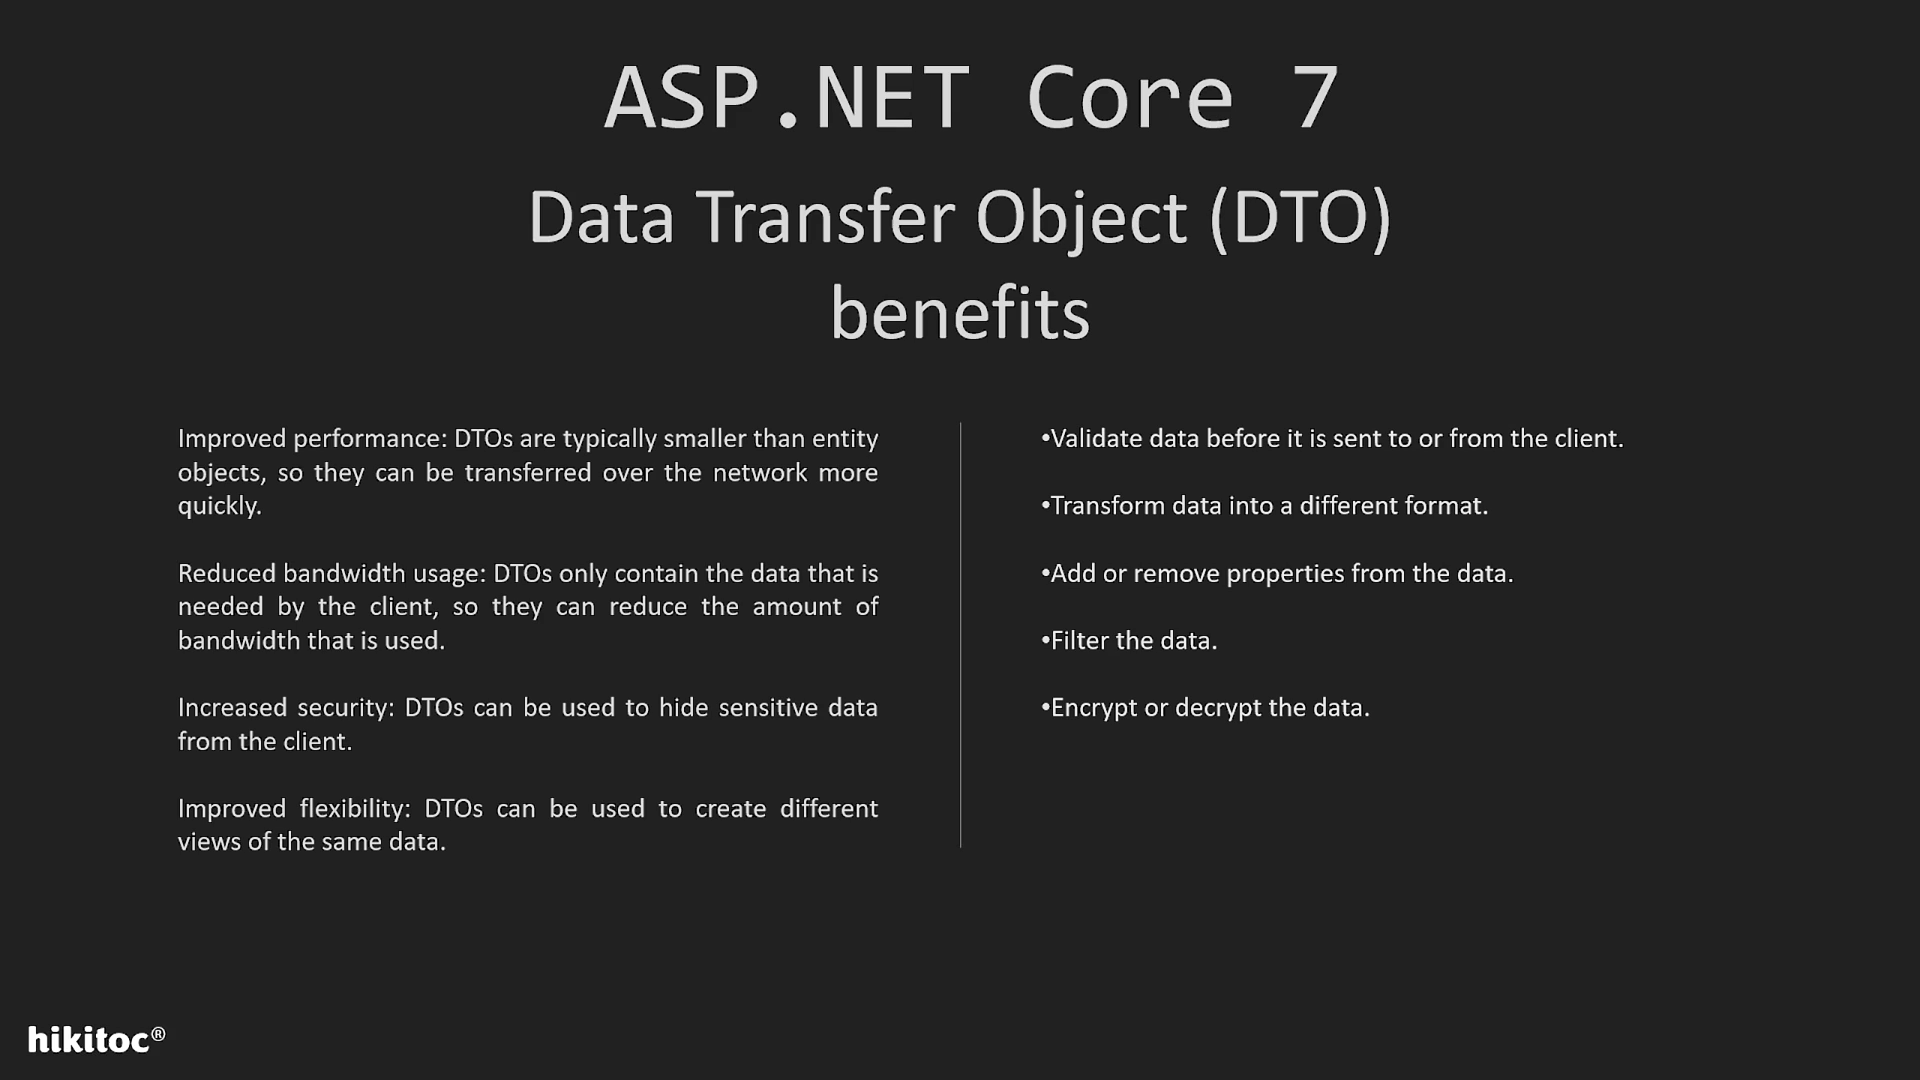 ASP.NET Core 7
Data Transfer Object (DTO)
benefits
Improved performance: DTOs are typically smaller than entity
objects, so they can be transferred over the network more
quickly.
Reduced bandwidth usage: DTOs only contain the data that is
needed by the client, so they can reduce the amount of
bandwidth that is used.
Increased security: DTOs can be used to hide sensitive data
from the client.
Improved flexibility: DTOs can be used to create different
views of the same data.
•Validate data before it is sent to or from the client.
•Transform data into a different format.
•Add or remove properties from the data.
•Filter the data.
•Encrypt or decrypt the data.
hikitoc®